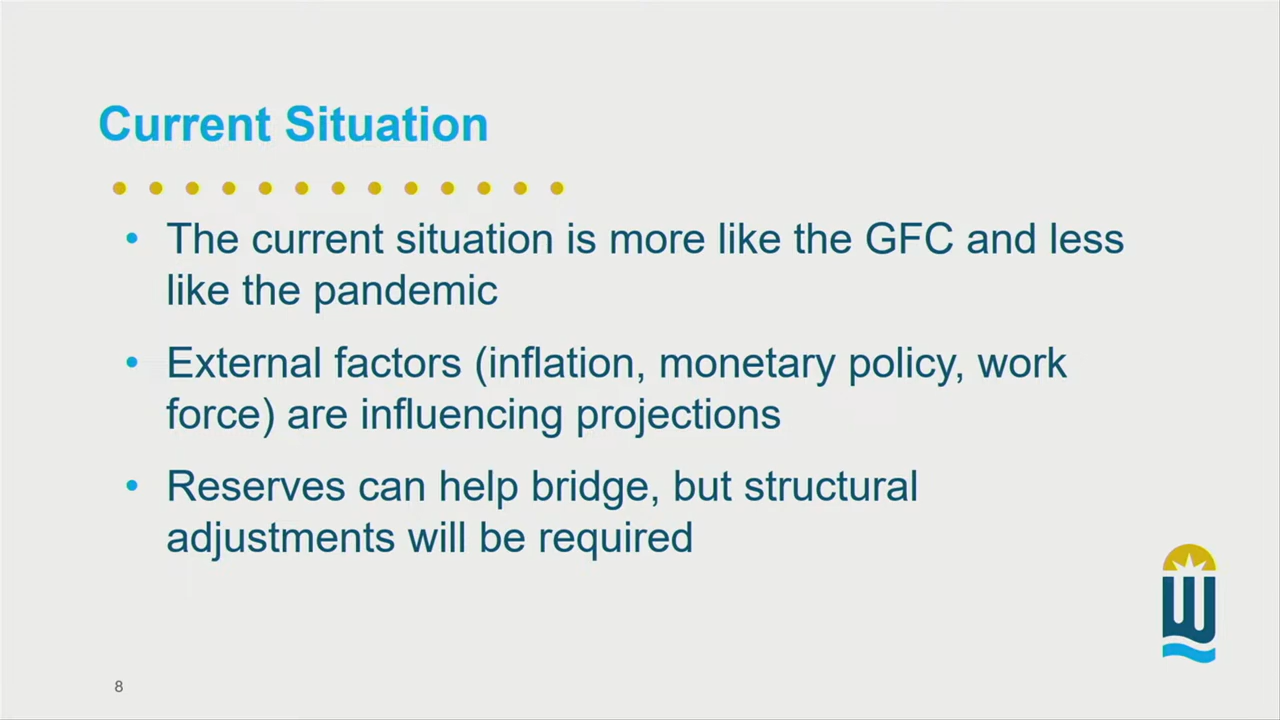 Current Situation
• The current situation is more like the GFC and less
like the pandemic
• External factors (inflation, monetary policy, work
force) are influencing projections
• Reserves can help bridge, but structural
adjustments will be required
W
8